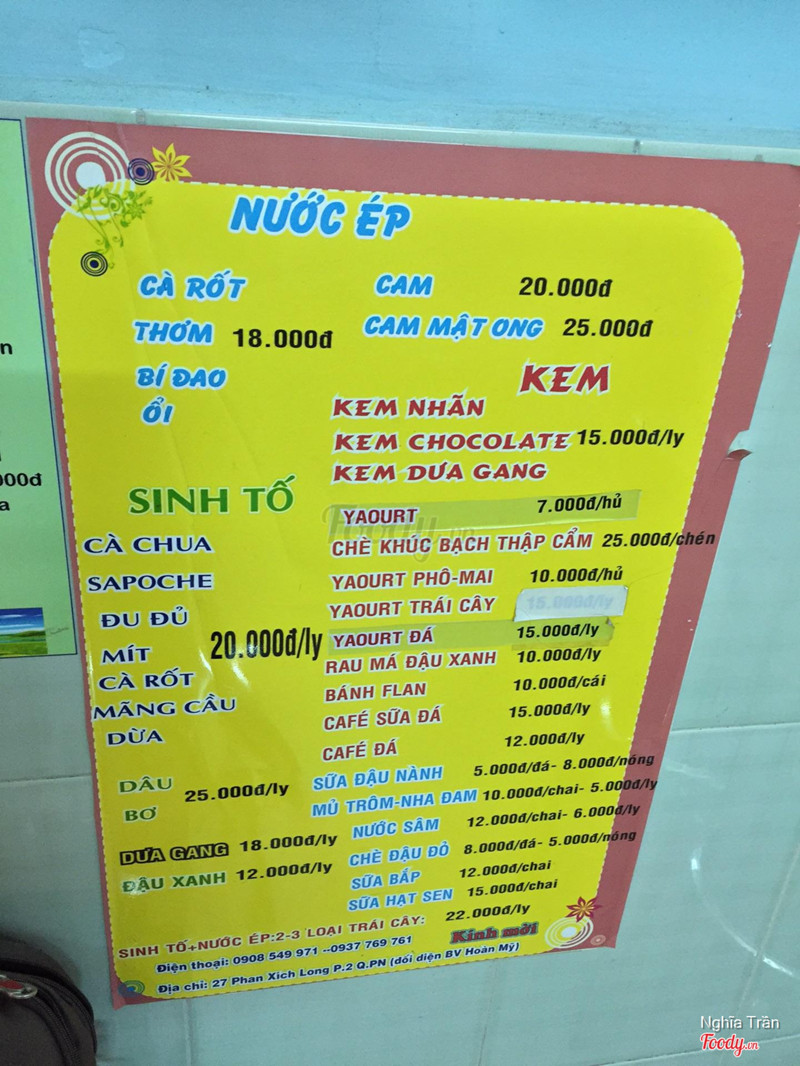 NƯỚC ÉP
CÀ RỐT
THƠM 18.000đ
BÍ ĐAO
ỔI
CAM 20.000đ
CAM MẬT ONG 25.000đ
KEM
KEM NHÃN
KEM CHOCOLATE 15.000đ/ly
KEM DƯA GANG
SINH TỐ
CÀ CHUA
SAPOCHE
ĐU ĐỦ
MÍT 20.000đ/ly
CÀ RỐT
MÃNG CẦU
DỪA
DÂU
BƠ 25.000đ/ly
DƯA GANG 18.000đ/ly
ĐẬU XANH 12.000đ/ly
YAOURT 7.000đ/hủ
CHÈ KHÚC BẠCH THẬP CẨM 25.000đ/chén
YAOURT PHÔ-MAI 10.000đ/hủ
YAOURT TRÁI CÂY 15.000đ/ly
YAOURT ĐÁ 15.000đ/ly
RAU MÁ ĐẬU XANH 10.000đ/ly
BÁNH FLAN 10.000đ/cái
CAFÉ SỮA ĐÁ 15.000đ/ly
CAFÉ ĐÁ 12.000đ/ly
SỮA ĐẬU NÀNH 5.000đ/đá- 8.000đ/nóng
MỦ TRÔM-NHA ĐAM 10.000đ/chai- 5.000đ/ly
NƯỚC SÂM 12.000đ/chai- 6.000đ/ly
CHÈ ĐẬU ĐỎ 8.000đ/đá- 5.000đ/nóng
SỮA BẮP 12.000đ/chai
SỮA HẠT SEN 15.000đ/chai
SINH TỐ+NƯỚC ÉP:2-3 LOẠI TRÁI CÂY: 22.000đ/ly
Kính mời
Điện thoại: 0908 549 971 --0937 769 761
Địa chỉ: 27 Phan Xích Long P.2 Q.PN (dối diện BV Hoàn Mỹ)
n
000đ
a
Foody.vn
Nghĩa Trần
Foody.vn